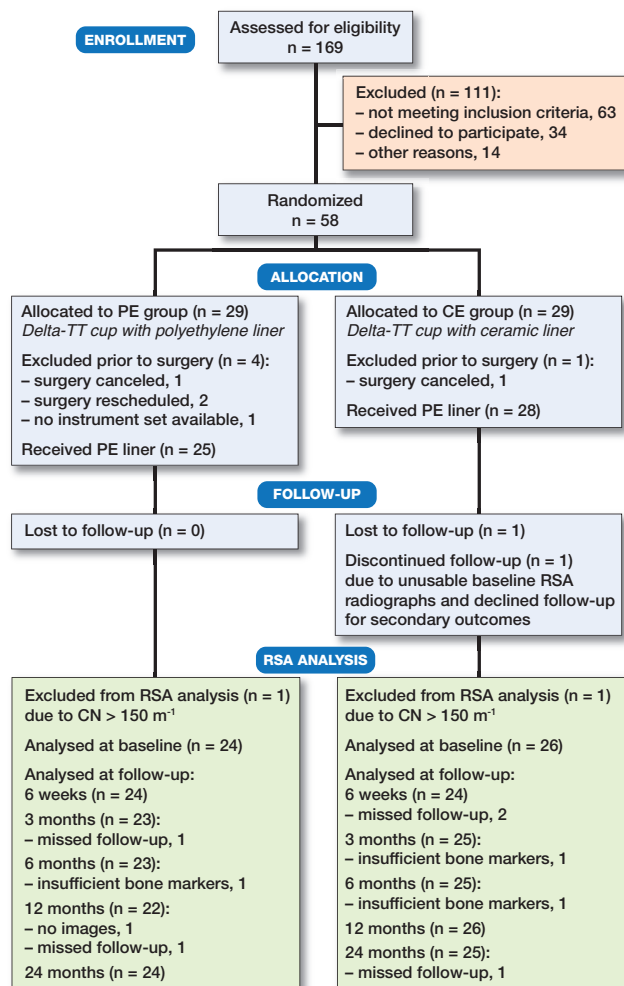 ENROLLMENT
Assessed for eligibility
n = 169
Excluded (n = 111):
– not meeting inclusion criteria, 63
– declined to participate, 34
– other reasons, 14
Randomized
n = 58
ALLOCATION
Allocated to PE group (n = 29)
Delta-TT cup with polyethylene liner
Excluded prior to surgery (n = 4):
– surgery canceled, 1
– surgery rescheduled, 2
– no instrument set available, 1
Received PE liner (n = 25)
Allocated to CE group (n = 29)
Delta-TT cup with ceramic liner
Excluded prior to surgery (n = 1):
– surgery canceled, 1
Received PE liner (n = 28)
FOLLOW-UP
Lost to follow-up (n = 0)
Lost to follow-up (n = 1)
Discontinued follow-up (n = 1)
due to unusable baseline RSA
radiographs and declined follow-up
for secondary outcomes
RSA ANALYSIS
Excluded from RSA analysis (n = 1)
due to CN > 150 m⁻¹
Analysed at baseline (n = 24)
Analysed at follow-up:
6 weeks (n = 24)
3 months (n = 23):
– missed follow-up, 1
6 months (n = 23):
– insufficient bone markers, 1
12 months (n = 22):
– no images, 1
– missed follow-up, 1
24 months (n = 24)
Excluded from RSA analysis (n = 1)
due to CN > 150 m⁻¹
Analysed at baseline (n = 26)
Analysed at follow-up:
6 weeks (n = 24)
– missed follow-up, 2
3 months (n = 25):
– insufficient bone markers, 1
6 months (n = 25):
– insufficient bone markers, 1
12 months (n = 26)
24 months (n = 25):
– missed follow-up, 1